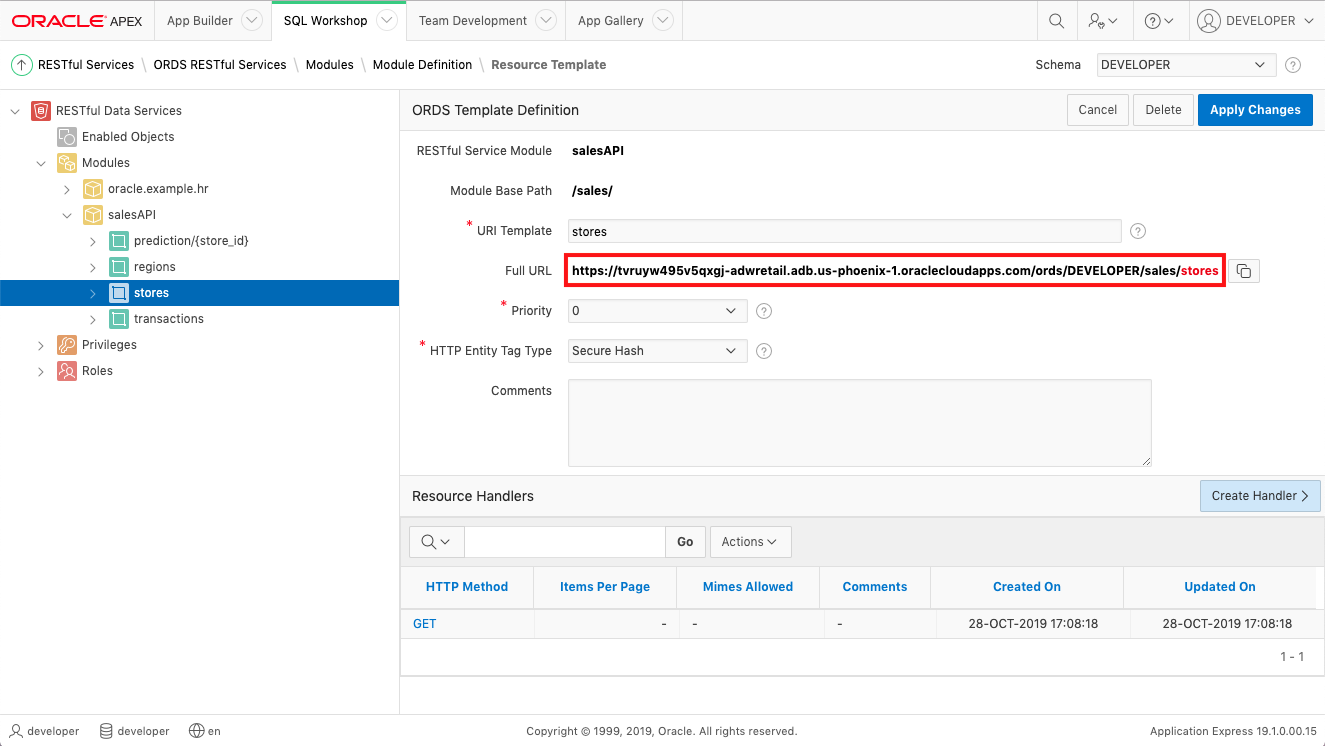 ORACLE APEX App Builder SQL Workshop Team Development App Gallery DEVELOPER
RESTful Services \ ORDS RESTful Services \ Modules \ Module Definition \ Resource Template Schema DEVELOPER
RESTful Data Services
Enabled Objects
Modules
oracle.example.hr
salesAPI
prediction/{store_id}
regions
stores
transactions
Privileges
Roles
ORDS Template Definition Cancel Delete Apply Changes
RESTful Service Module salesAPI
Module Base Path /sales/
* URI Template stores
Full URL https://tvruyw495v5qxgj-adwretail.adb.us-phoenix-1.oraclecloudapps.com/ords/DEVELOPER/sales/stores
* Priority 0
* HTTP Entity Tag Type Secure Hash
Comments
Resource Handlers Create Handler
Go Actions
HTTP Method Items Per Page Mimes Allowed Comments Created On Updated On
GET - - - 28-OCT-2019 17:08:18 28-OCT-2019 17:08:18
1 - 1
developer developer en Copyright © 1999, 2019, Oracle. All rights reserved. Application Express 19.1.0.00.15